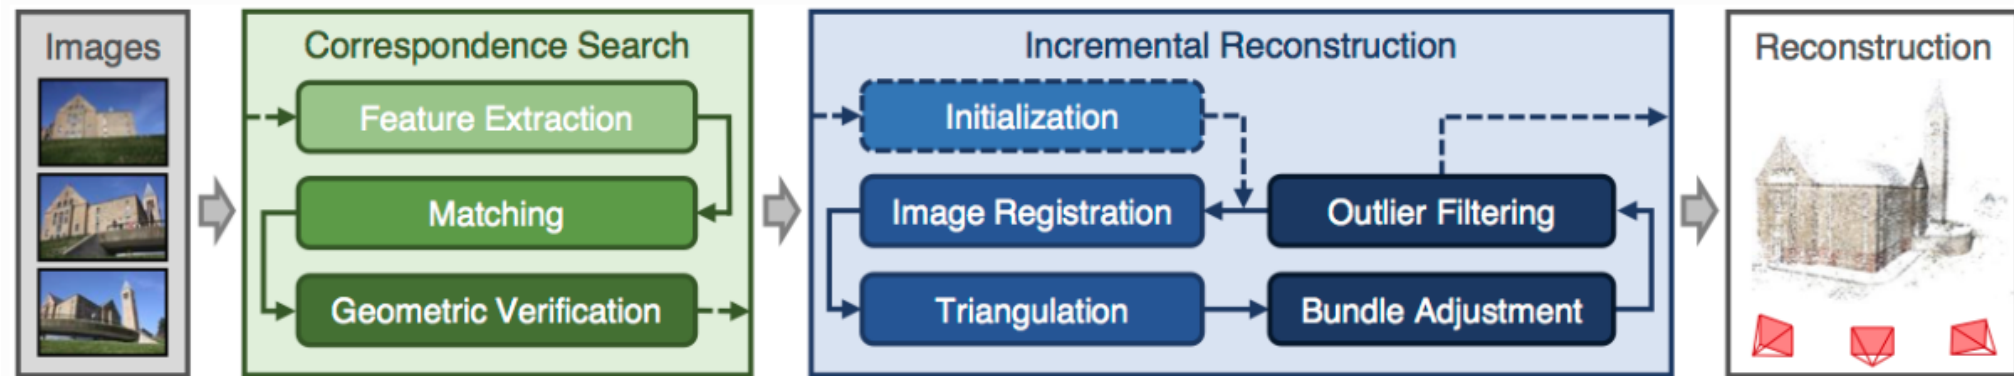 Images
Correspondence Search
Feature Extraction
Matching
Geometric Verification
Incremental Reconstruction
Initialization
Image Registration
Outlier Filtering
Triangulation
Bundle Adjustment
Reconstruction